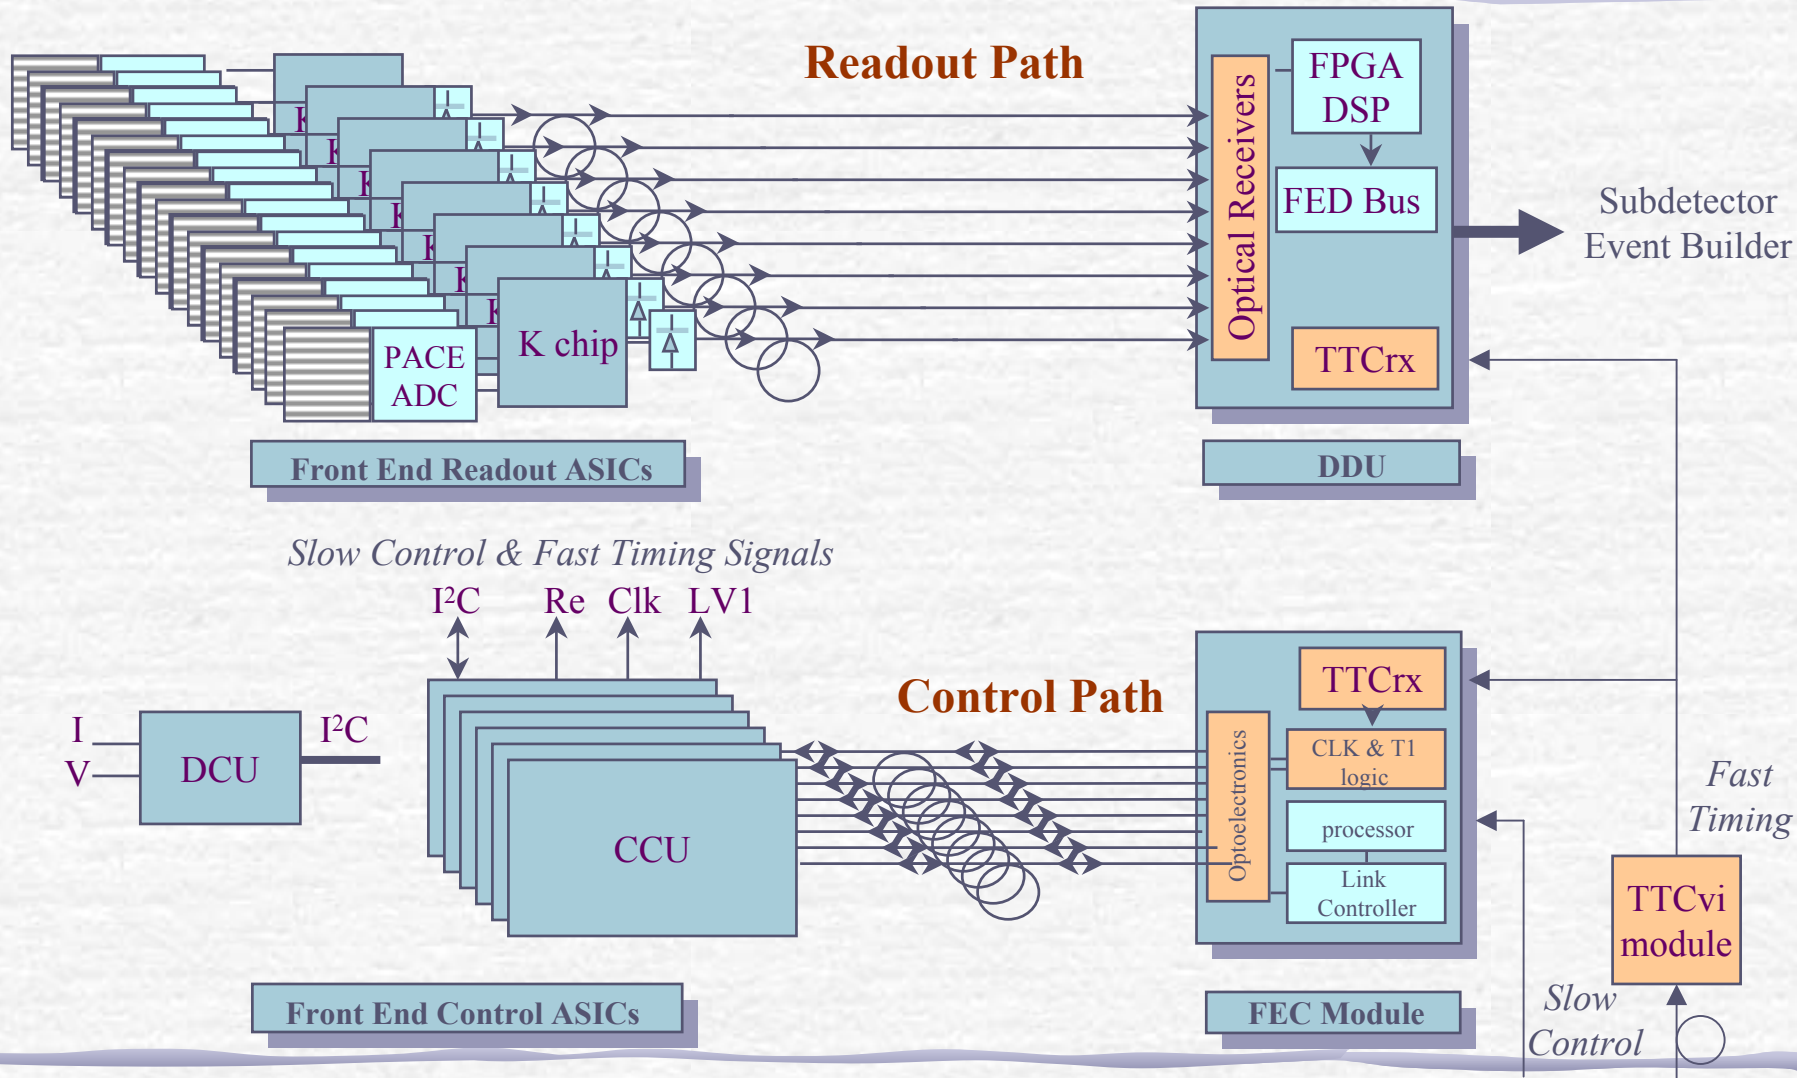 Readout Path
FPGA
DSP
FED Bus
Optical Receivers
TTCrx
Subdetector
Event Builder
K
K
K
K
K
K
K
K chip
PACE
ADC
Front End Readout ASICs
DDU
Slow Control & Fast Timing Signals
I²C
Re
Clk
LV1
Control Path
I
V
DCU
I²C
CCU
Optoelectronics
TTCrx
CLK & T1
logic
processor
Link
Controller
Fast
Timing
TTCvi
module
Slow
Control
Front End Control ASICs
FEC Module